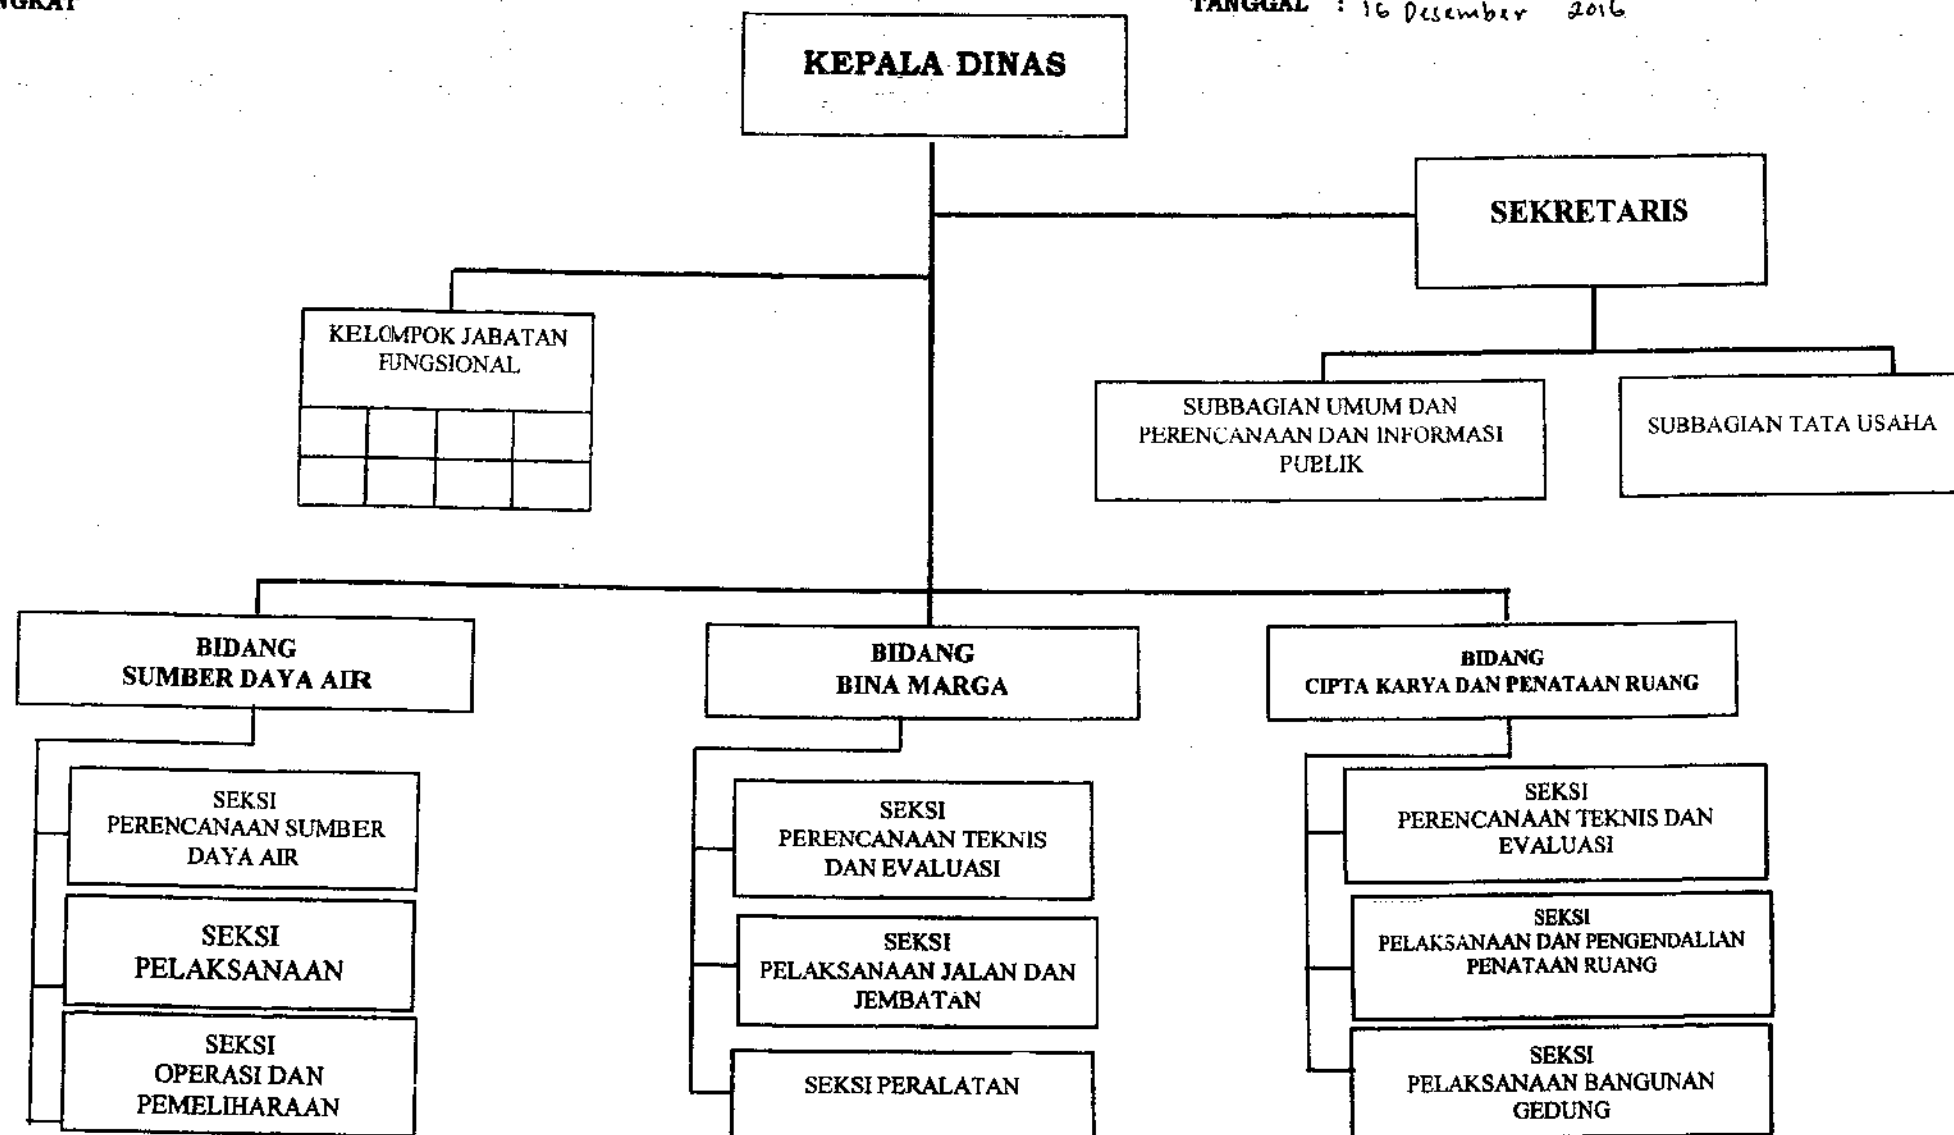 TANGGAL : 16 Desember 2016
KEPALA DINAS
SEKRETARIS
KELOMPOK JABATAN
FUNGSIONAL
SUBBAGIAN UMUM DAN
PERENCANAAN DAN INFORMASI
PUBLIK
SUBBAGIAN TATA USAHA
BIDANG
SUMBER DAYA AIR
SEKSI
PERENCANAAN SUMBER
DAYA AIR
SEKSI
PELAKSANAAN
SEKSI
OPERASI DAN
PEMELIHARAAN
BIDANG
BINA MARGA
SEKSI
PERENCANAAN TEKNIS
DAN EVALUASI
SEKSI
PELAKSANAAN JALAN DAN
JEMBATAN
SEKSI PERALATAN
BIDANG
CIPTA KARYA DAN PENATAAN RUANG
SEKSI
PERENCANAAN TEKNIS DAN
EVALUASI
SEKSI
PELAKSANAAN DAN PENGENDALIAN
PENATAAN RUANG
SEKSI
PELAKSANAAN BANGUNAN
GEDUNG